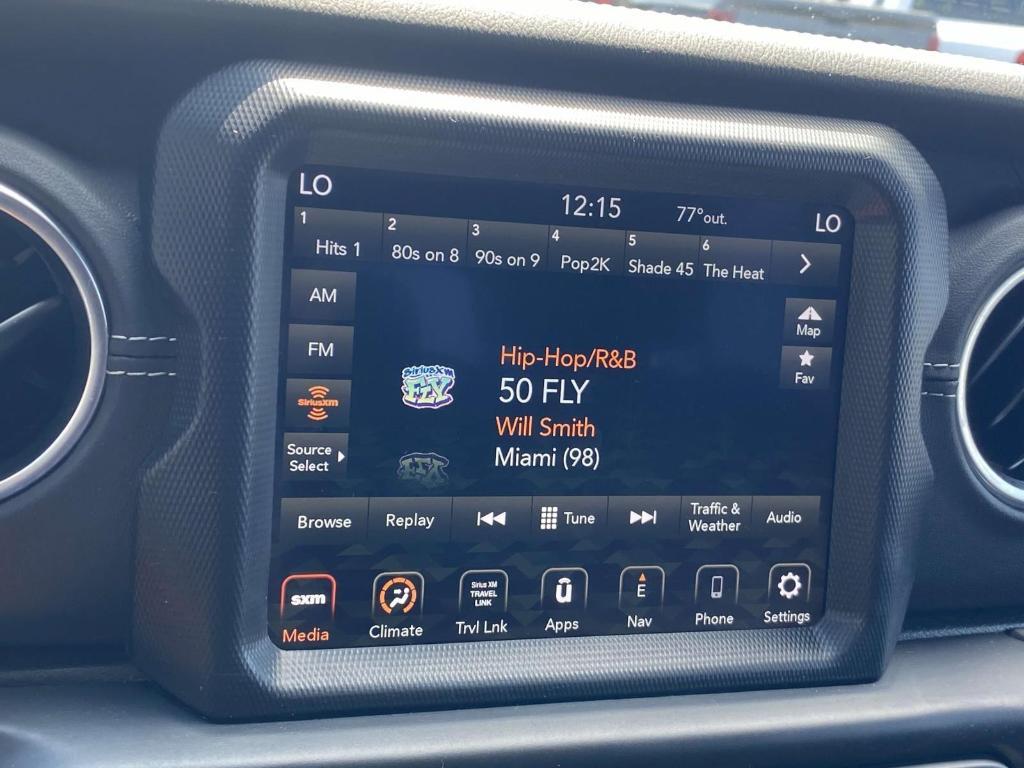 LO
12:15
77°out.
LO
1
Hits 1
2
80s on 8
3
90s on 9
4
Pop2K
5
Shade 45
6
The Heat
AM
FM
SiriusXM
Source
Select
Map
Fav
SiriusXM
FLY
Hip-Hop/R&B
50 FLY
Will Smith
Miami (98)
Browse
Replay
Tune
Traffic &
Weather
Audio
sxm
Media
Climate
Sirius XM
TRAVEL
LINK
Trvl Lnk
Apps
E
Nav
Phone
Settings